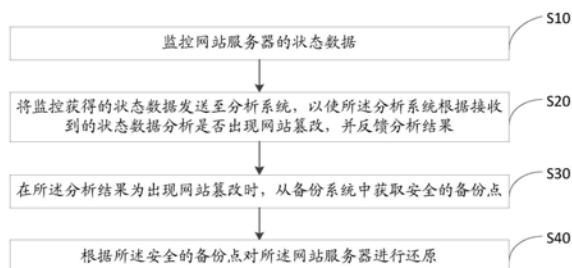 S10
监控网站服务器的状态数据
S20
将监控获得的状态数据发送至分析系统，以使所述分析系统根据接收
到的状态数据分析是否出现网站篡改，并反馈分析结果
S30
在所述分析结果为出现网站篡改时，从备份系统中获取安全的备份点
S40
根据所述安全的备份点对所述网站服务器进行还原